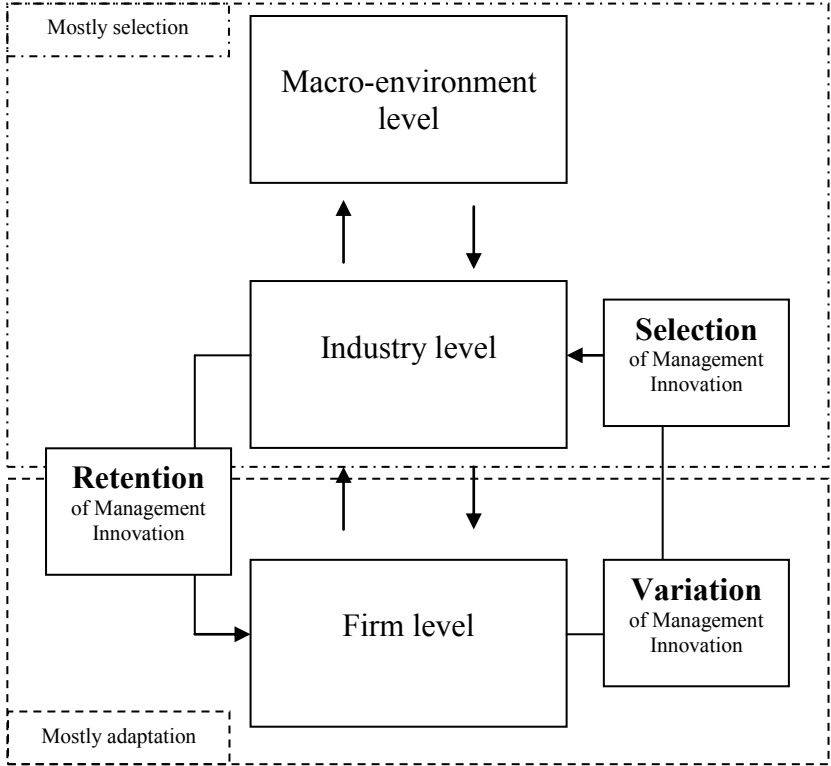 Mostly selection
Macro-environment
level
Industry level
Selection
of Management
Innovation
Retention
of Management
Innovation
Firm level
Variation
of Management
Innovation
Mostly adaptation